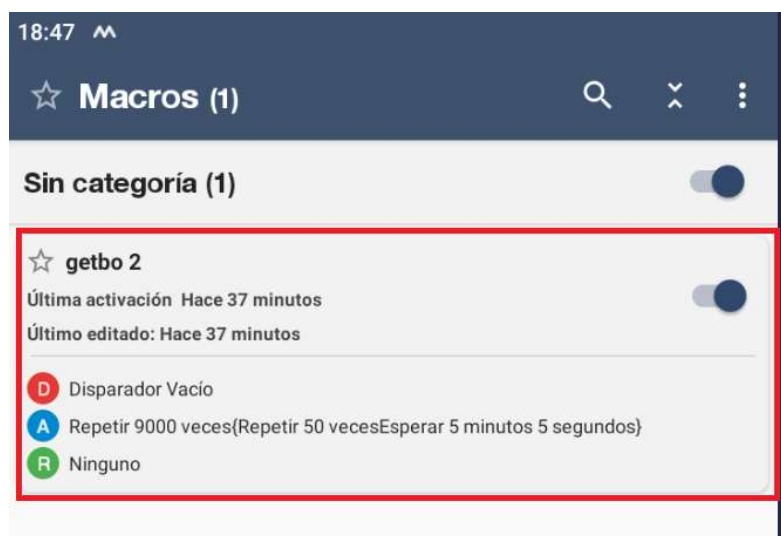 18:47
Macros (1)
Sin categoría (1)
getbo 2
Última activación Hace 37 minutos
Último editado: Hace 37 minutos
D Disparador Vacío
A Repetir 9000 veces{Repetir 50 vecesEsperar 5 minutos 5 segundos}
R Ninguno